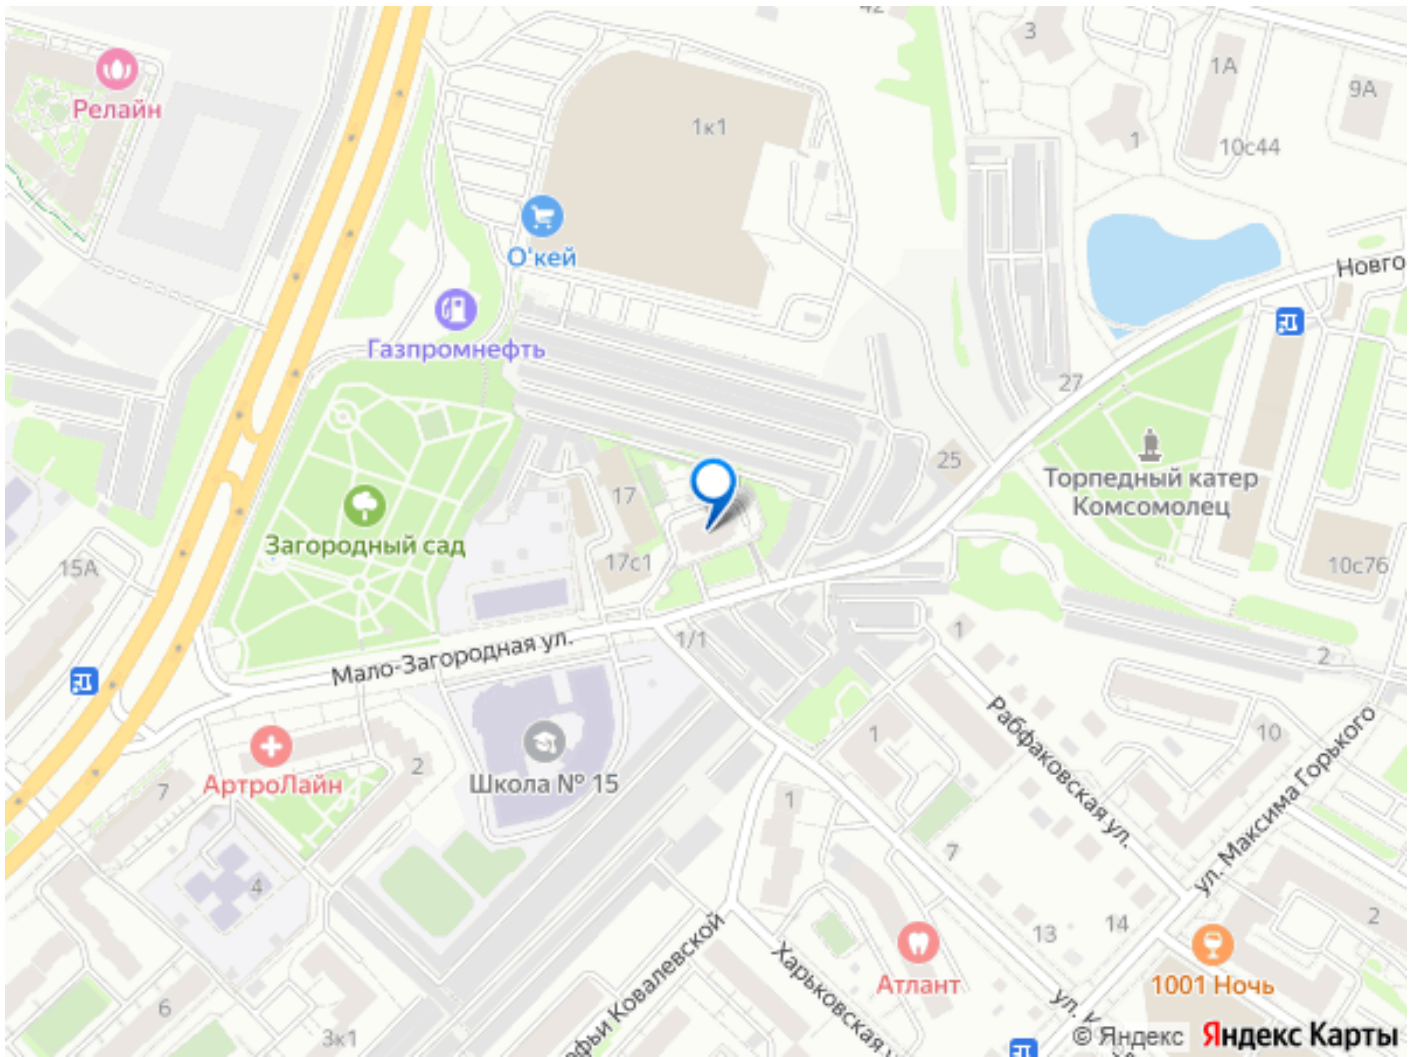 42
3
1А
9А
Релайн
1к1
1
10с44
О'кей
Новго
Газпромнефть
27
25
Торпедный катер
Комсомолец
17
Загородный сад
17с1
10с76
15А
1/1
1
Мало-Загородная ул.
2
Рабфаковская ул.
1
10
ул. Максима Горького
АртроЛайн
2
Школа № 15
7
1
7
4
2
14
13
Атлант
1001 Ночь
фьи Ковалевской
Харьковская у
6
3к1
ул. К
© Яндекс
Яндекс Карты